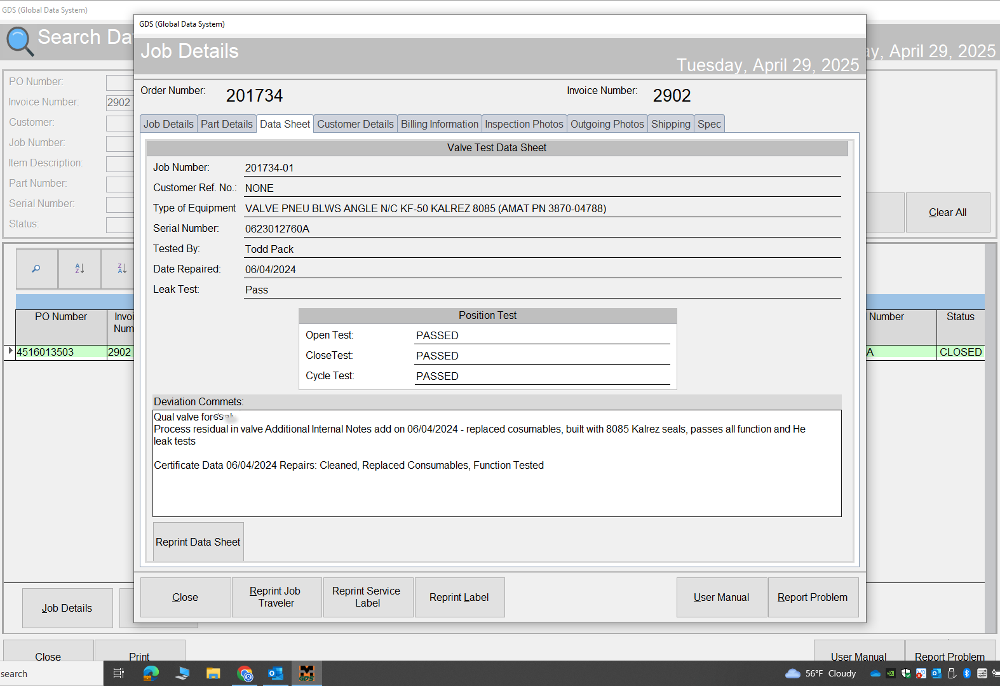 GDS (Global Data System)
Search Da
ay, April 29, 2025
PO Number:
Invoice Number:
2902
Customer:
Job Number:
Item Description:
Part Number:
Serial Number:
Status:
Clear All
PO Number
Invoi
Num
Number
Status
4516013503
2902
A
CLOSED
Job Details
Close
Print
User Manual
Report Problem
GDS (Global Data System)
Job Details
Tuesday, April 29, 2025
Order Number:
201734
Invoice Number:
2902
Job Details
Part Details
Data Sheet
Customer Details
Billing Information
Inspection Photos
Outgoing Photos
Shipping
Spec
Valve Test Data Sheet
Job Number:
201734-01
Customer Ref. No.:
NONE
Type of Equipment
VALVE PNEU BLWS ANGLE N/C KF-50 KALREZ 8085 (AMAT PN 3870-04788)
Serial Number:
0623012760A
Tested By:
Todd Pack
Date Repaired:
06/04/2024
Leak Test:
Pass
Position Test
Open Test:
PASSED
CloseTest:
PASSED
Cycle Test:
PASSED
Deviation Commets:
Qual valve for
Process residual in valve Additional Internal Notes add on 06/04/2024 - replaced cosumables, built with 8085 Kalrez seals, passes all function and He
leak tests
Certificate Data 06/04/2024 Repairs: Cleaned, Replaced Consumables, Function Tested
Reprint Data Sheet
Close
Reprint Job
Traveler
Reprint Service
Label
Reprint Label
User Manual
Report Problem
search
GDS
56°F Cloudy